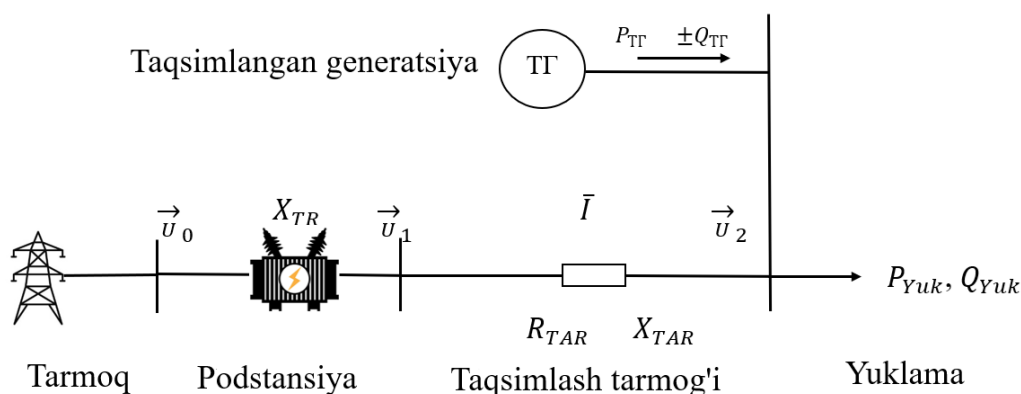 P_ТГ ±Q_ТГ
Taqsimlangan generatsiya
ТГ
U_0
X_TR
U_1
Ī
U_2
P_Yuk, Q_Yuk
R_TAR X_TAR
Tarmoq
Podstansiya
Taqsimlash tarmog'i
Yuklama